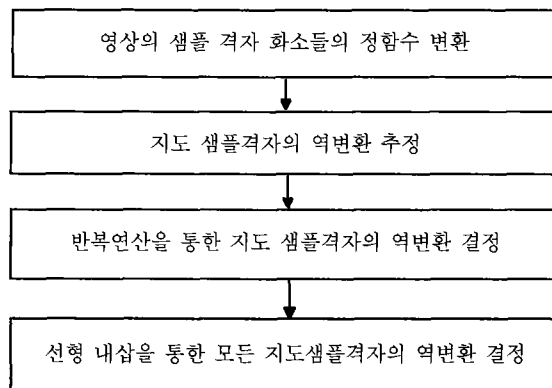 영상의 샘플 격자 화소들의 정함수 변환
지도 샘플격자의 역변환 추정
반복연산을 통한 지도 샘플격자의 역변환 결정
선형 내삽을 통한 모든 지도샘플격자의 역변환 결정